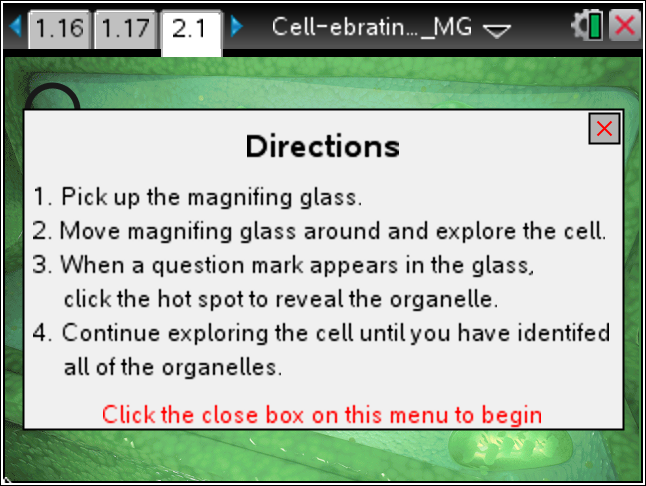 1.16 1.17 2.1 Cell-ebratin..._MG
Directions
1. Pick up the magnifing glass.
2. Move magnifing glass around and explore the cell.
3. When a question mark appears in the glass,
click the hot spot to reveal the organelle.
4. Continue exploring the cell until you have identifed
all of the organelles.
Click the close box on this menu to begin